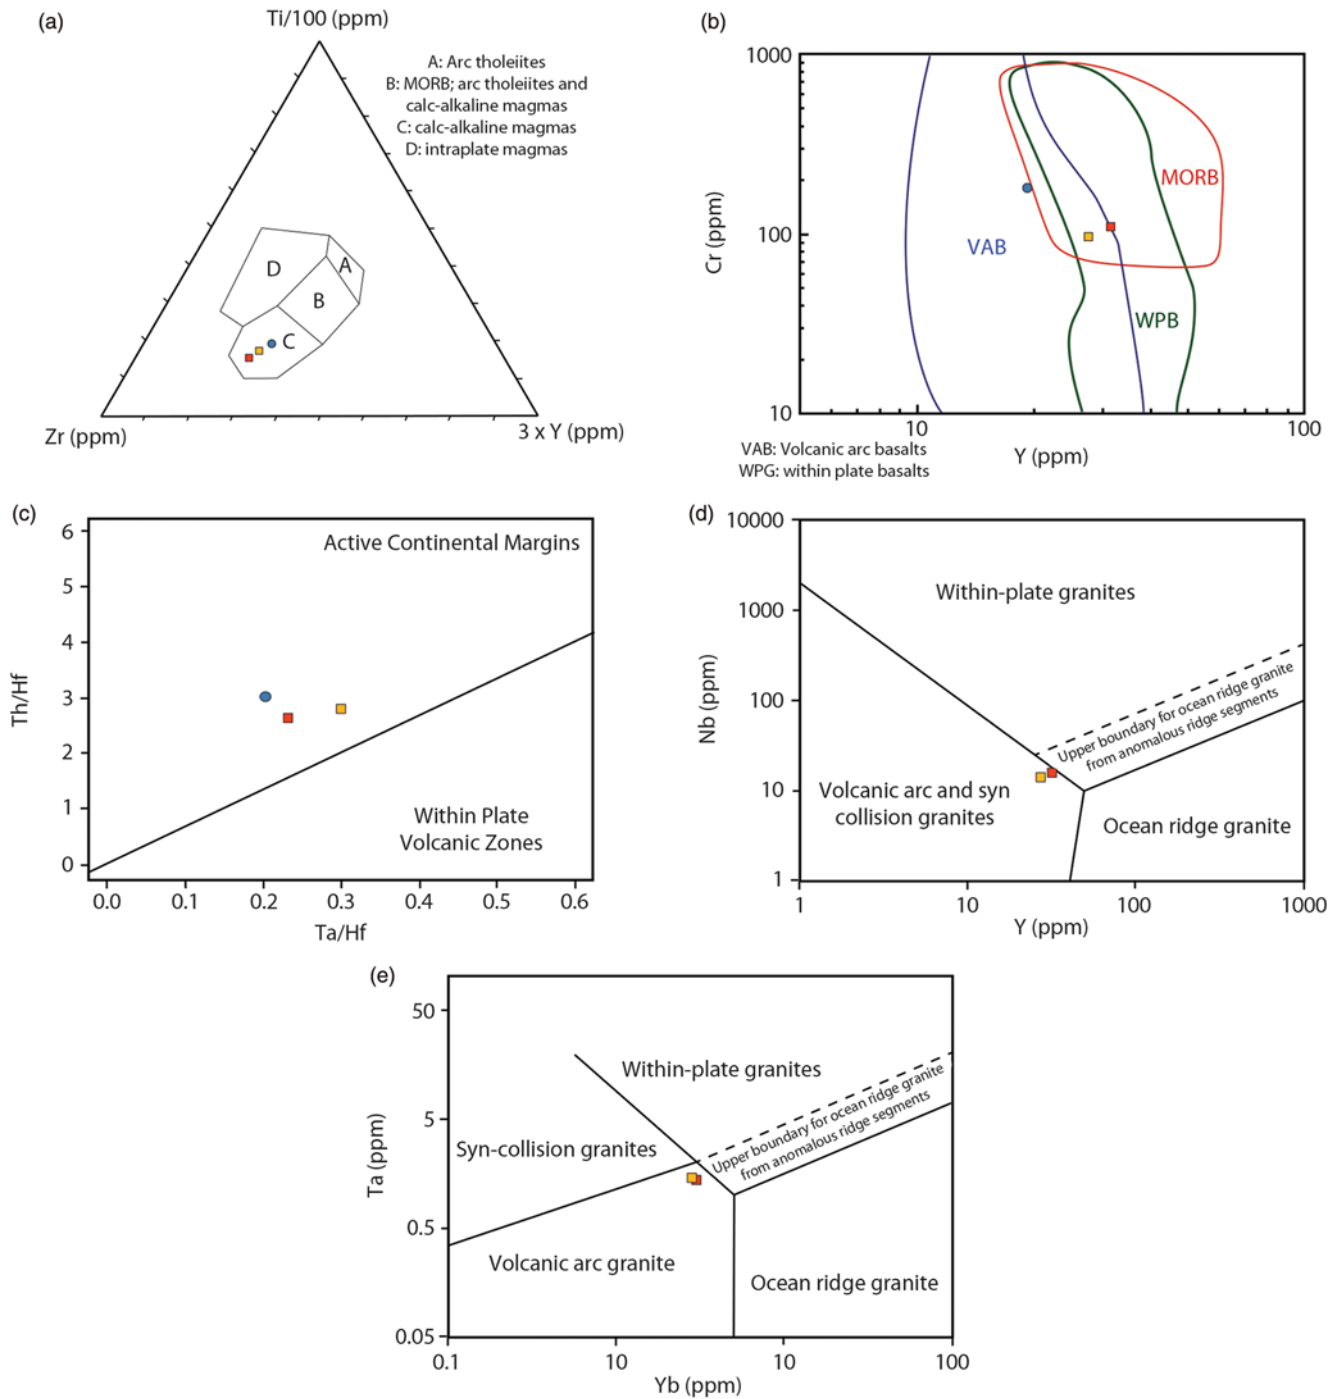 (a)
Ti/100 (ppm)
A: Arc tholeiites
B: MORB; arc tholeiites and
calc-alkaline magmas
C: calc-alkaline magmas
D: intraplate magmas
D
A
B
C
Zr (ppm)
3 x Y (ppm)
(b)
1000
100
10
Cr (ppm)
MORB
VAB
WPB
10
100
Y (ppm)
VAB: Volcanic arc basalts
WPG: within plate basalts
(c)
6
5
4
3
2
1
0
Th/Hf
Active Continental Margins
Within Plate
Volcanic Zones
0.0 0.1 0.2 0.3 0.4 0.5 0.6
Ta/Hf
(d)
10000
1000
100
10
1
Nb (ppm)
Within-plate granites
Upper boundary for ocean ridge granite
from anomalous ridge segments
Volcanic arc and syn
collision granites
Ocean ridge granite
1 10 100 1000
Y (ppm)
(e)
50
5
0.5
0.05
Ta (ppm)
Within-plate granites
Upper boundary for ocean ridge granite
from anomalous ridge segments
Syn-collision granites
Volcanic arc granite
Ocean ridge granite
0.1 10 10 100
Yb (ppm)